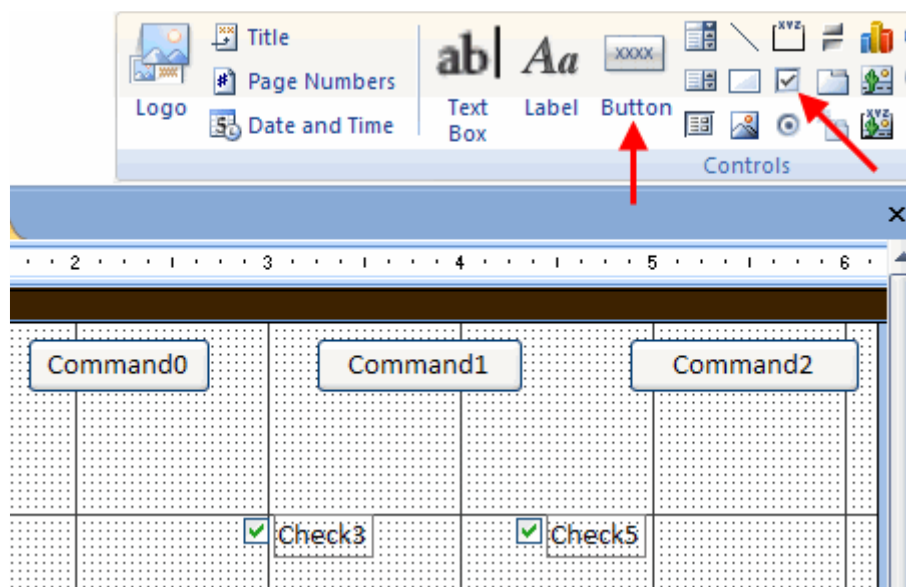 Title
Page Numbers
Date and Time
Logo
ab|
Text
Box
Aa
Label
XXXX
Button
XYZ
XYZ
Controls
2 3 4 5 6
Command0 Command1 Command2
Check3 Check5